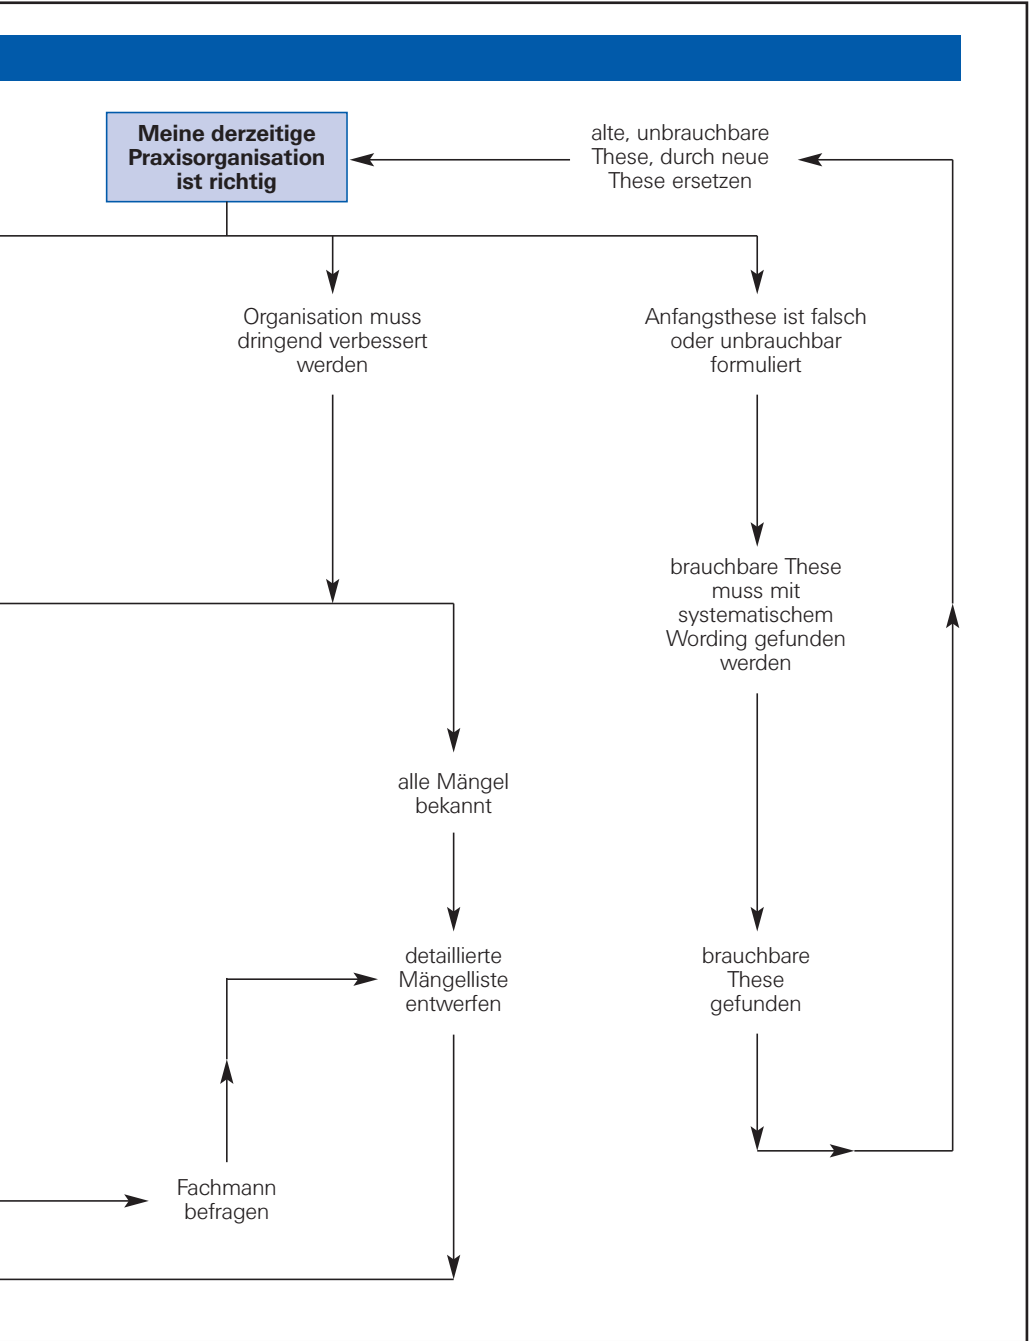 Meine derzeitige
Praxisorganisation
ist richtig
alte, unbrauchbare
These, durch neue
These ersetzen
Organisation muss
dringend verbessert
werden
Anfangsthese ist falsch
oder unbrauchbar
formuliert
brauchbare These
muss mit
systematischem
Wording gefunden
werden
alle Mängel
bekannt
detaillierte
Mängelliste
entwerfen
brauchbare
These
gefunden
Fachmann
befragen